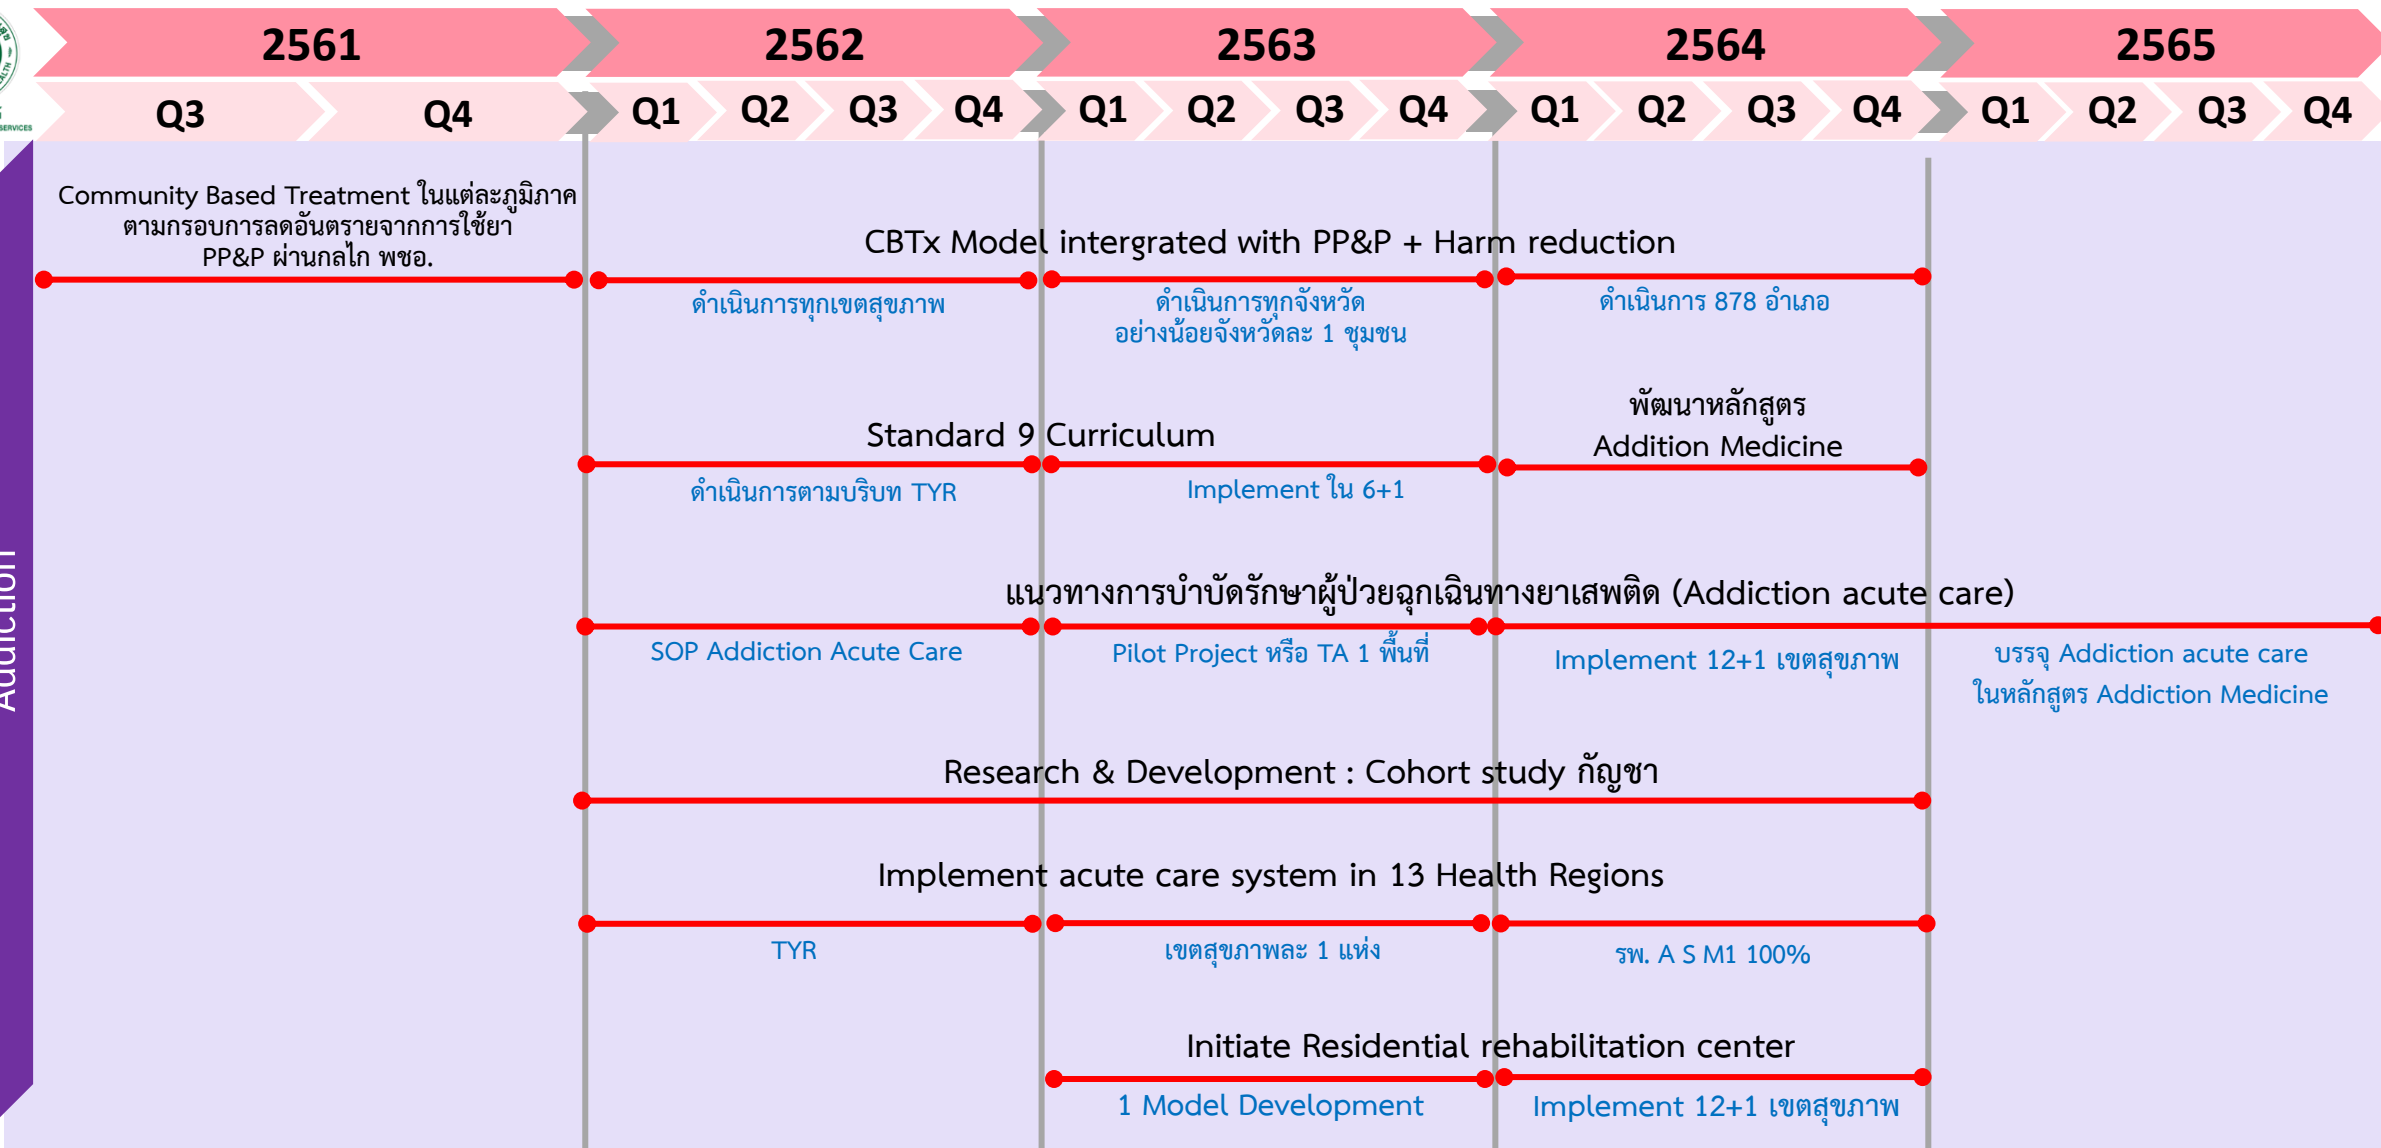 2561 2562 2563 2564 2565
Q3 Q4 Q1 Q2 Q3 Q4 Q1 Q2 Q3 Q4 Q1 Q2 Q3 Q4 Q1 Q2 Q3 Q4
SERVICES
Addiction
Community Based Treatment ในแต่ละภูมิภาค
ตามกรอบการลดอันตรายจากการใช้ยา
PP&P ผ่านกลไก พชอ.
CBTx Model intergrated with PP&P + Harm reduction
ดำเนินการทุกเขตสุขภาพ
ดำเนินการทุกจังหวัด
อย่างน้อยจังหวัดละ 1 ชุมชน
ดำเนินการ 878 อำเภอ
Standard 9 Curriculum
พัฒนาหลักสูตร
Addition Medicine
ดำเนินการตามบริบท TYR
Implement ใน 6+1
แนวทางการบำบัดรักษาผู้ป่วยฉุกเฉินทางยาเสพติด (Addiction acute care)
SOP Addiction Acute Care
Pilot Project หรือ TA 1 พื้นที่
Implement 12+1 เขตสุขภาพ
บรรจุ Addiction acute care
ในหลักสูตร Addiction Medicine
Research & Development : Cohort study กัญชา
Implement acute care system in 13 Health Regions
TYR
เขตสุขภาพละ 1 แห่ง
รพ. A S M1 100%
Initiate Residential rehabilitation center
1 Model Development
Implement 12+1 เขตสุขภาพ